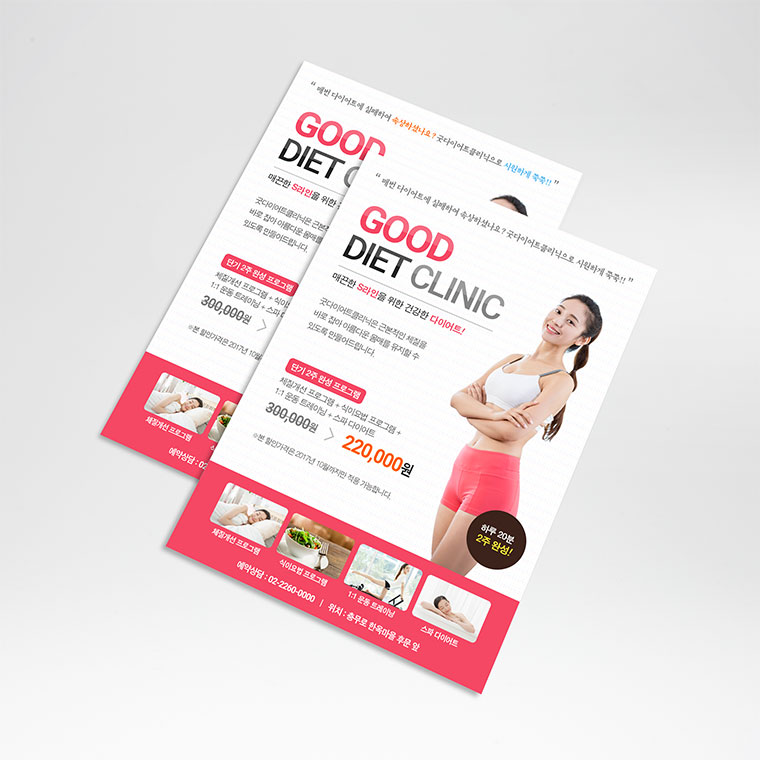 “ 매번 다이어트에 실패하여 속상하셨나요? 굿다이어트클리닉으로 시원하게 쭉쭉!! ”
GOOD
DIET C
매끈한 S라인을 위한 건
굿다이어트클리닉은 근본적
바로 잡아 아름다운 몸매를 유
있도록 만들어드립니다.
단기 2주 완성 프로그램
체질개선 프로그램 + 식이
1:1 운동 트레이닝 + 스파
300,000원 >
※본 할인가격은 2017년 10월
체질개선 프로그램
예약상담 : 02-2
“ 매번 다이어트에 실패하여 속상하셨나요? 굿다이어트클리닉으로 시원하게 쭉쭉!! ”
GOOD
DIET CLINIC
매끈한 S라인을 위한 건강한 다이어트!
굿다이어트클리닉은 근본적인 체질을
바로 잡아 아름다운 몸매를 유지할 수
있도록 만들어드립니다.
단기 2주 완성 프로그램
체질개선 프로그램 + 식이요법 프로그램 +
1:1 운동 트레이닝 + 스파 다이어트
300,000원 > 220,000원
※본 할인가격은 2017년 10월까지만 적용 가능합니다.
하루 20분
2주 완성!
체질개선 프로그램
식이요법 프로그램
1:1 운동 트레이닝
스파 다이어트
예약상담 : 02-2260-0000 | 위치 : 충무로 한옥마을 후문 앞